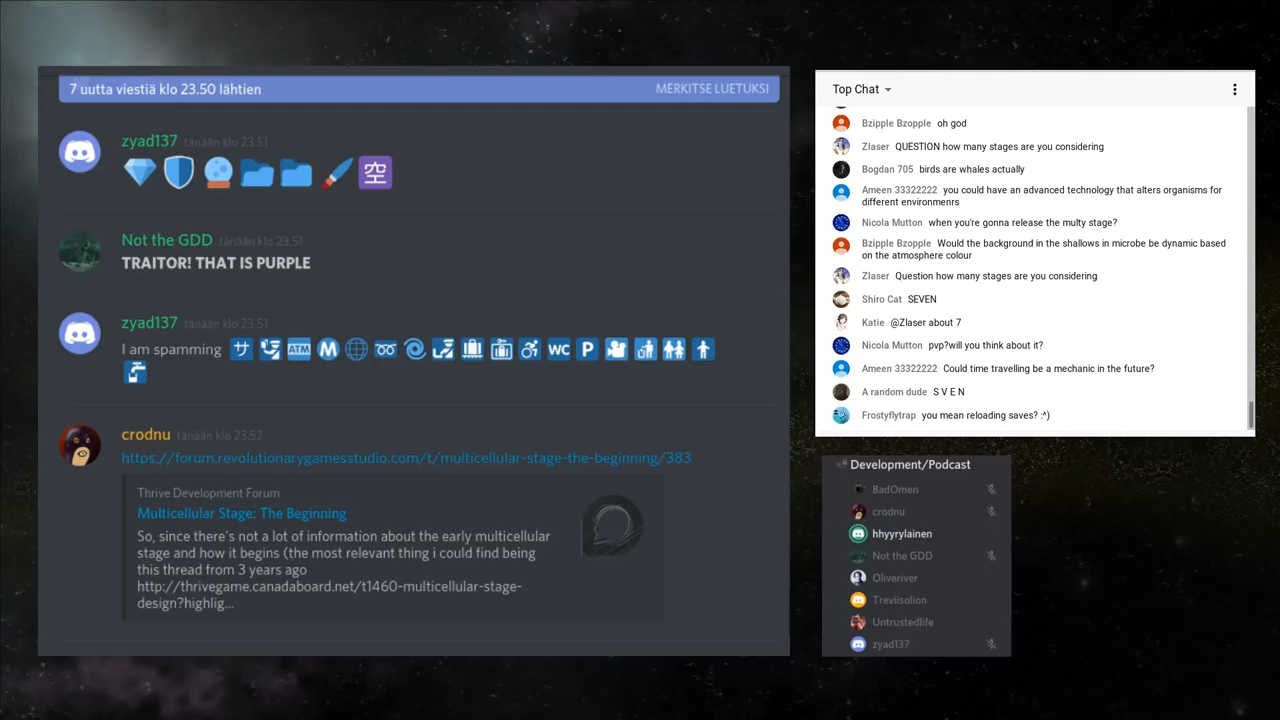 7 uutta viestiä klo 23.50 lähtien
MERKITSE LUETUKSI
zyad137 tänään klo 23.51
空
Not the GDD tänään klo 23.51
TRAITOR! THAT IS PURPLE
zyad137 tänään klo 23.51
I am spamming サ ATM M WC P
crodnu tänään klo 23.52
https://forum.revolutionarygamesstudio.com/t/multicellular-stage-the-beginning/383
Thrive Development Forum
Multicellular Stage: The Beginning
So, since there's not a lot of information about the early multicellular
stage and how it begins (the most relevant thing i could find being
this thread from 3 years ago
http://thrivegame.canadaboard.net/t1460-multicellular-stage-
design?highlig...
Top Chat
Bzipple Bzopple oh god
Zlaser QUESTION how many stages are you considering
Bogdan 705 birds are whales actually
Ameen 33322222 you could have an advanced technology that alters organisms for
different environmenrs
Nicola Mutton when you're gonna release the multy stage?
Bzipple Bzopple Would the background in the shallows in microbe be dynamic based
on the atmosphere colour
Zlaser Question how many stages are you considering
Shiro Cat SEVEN
Katie @Zlaser about 7
Nicola Mutton pvp?will you think about it?
Ameen 33322222 Could time travelling be a mechanic in the future?
A random dude S V E N
Frostyflytrap you mean reloading saves? :^)
Development/Podcast
BadOmen
crodnu
hhyyrylainen
Not the GDD
Oliveriver
Treviisolion
Untrustedlife
zyad137